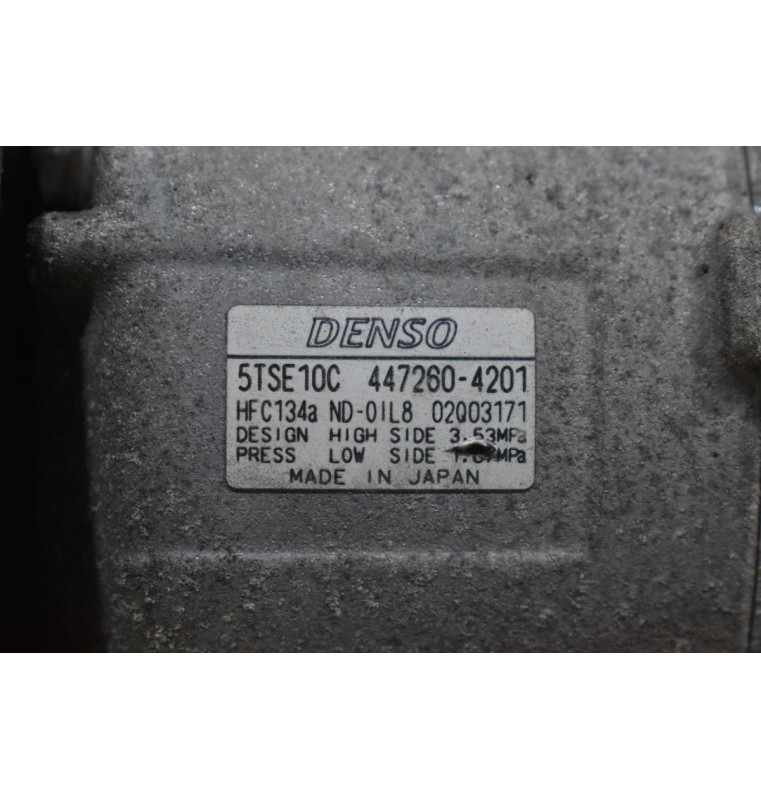 DENSO
5TSE10C 447260-4201
HFC134a ND-OIL8 02Q03171
DESIGN HIGH SIDE 3.53MPa
PRESS LOW SIDE
MADE IN JAPAN